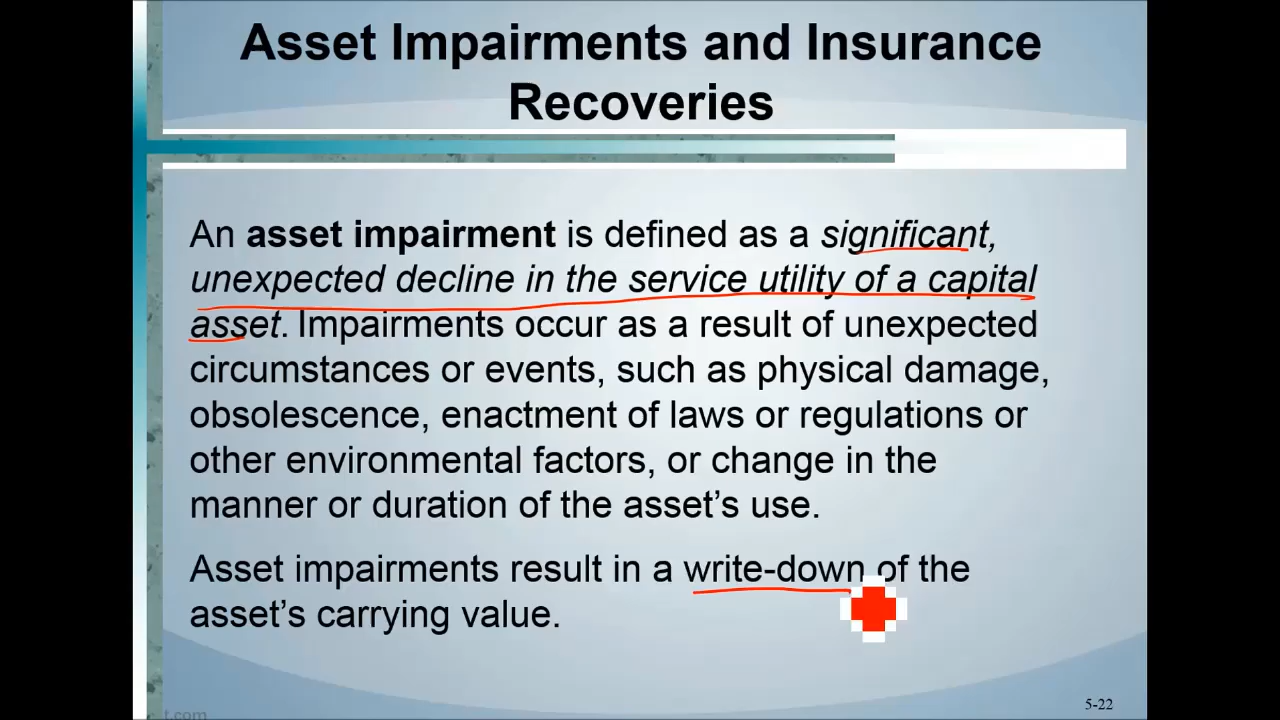 Asset Impairments and Insurance
Recoveries
An asset impairment is defined as a significant,
unexpected decline in the service utility of a capital
asset. Impairments occur as a result of unexpected
circumstances or events, such as physical damage,
obsolescence, enactment of laws or regulations or
other environmental factors, or change in the
manner or duration of the asset’s use.
Asset impairments result in a write-down of the
asset’s carrying value.
5-22
t.com